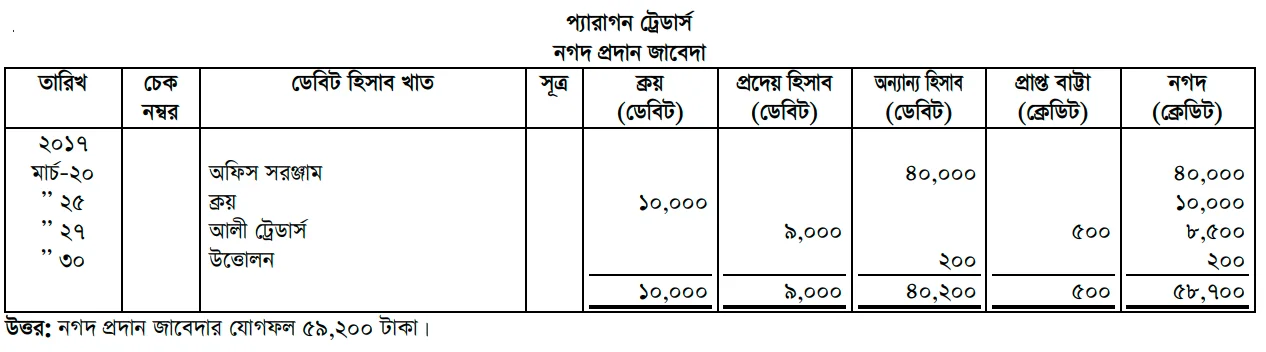 প্যারাগন ট্রেডার্স
নগদ প্রদান জাবেদা
তারিখ চেক নম্বর ডেবিট হিসাব খাত সূত্র ক্রয় (ডেবিট) প্রদেয় হিসাব (ডেবিট) অন্যান্য হিসাব (ডেবিট) প্রাপ্ত বাট্টা (ক্রেডিট) নগদ (ক্রেডিট)
২০১৭
মার্চ-২০ অফিস সরঞ্জাম ৪০,০০০ ৪০,০০০
” ২৫ ক্রয় ১০,০০০ ১০,০০০
” ২৭ আলী ট্রেডার্স ৯,০০০ ৫০০ ৮,৫০০
” ৩০ উত্তোলন ২০০ ২০০
১০,০০০ ৯,০০০ ৪০,২০০ ৫০০ ৫৮,৭০০
উত্তর: নগদ প্রদান জাবেদার যোগফল ৫৯,২০০ টাকা।